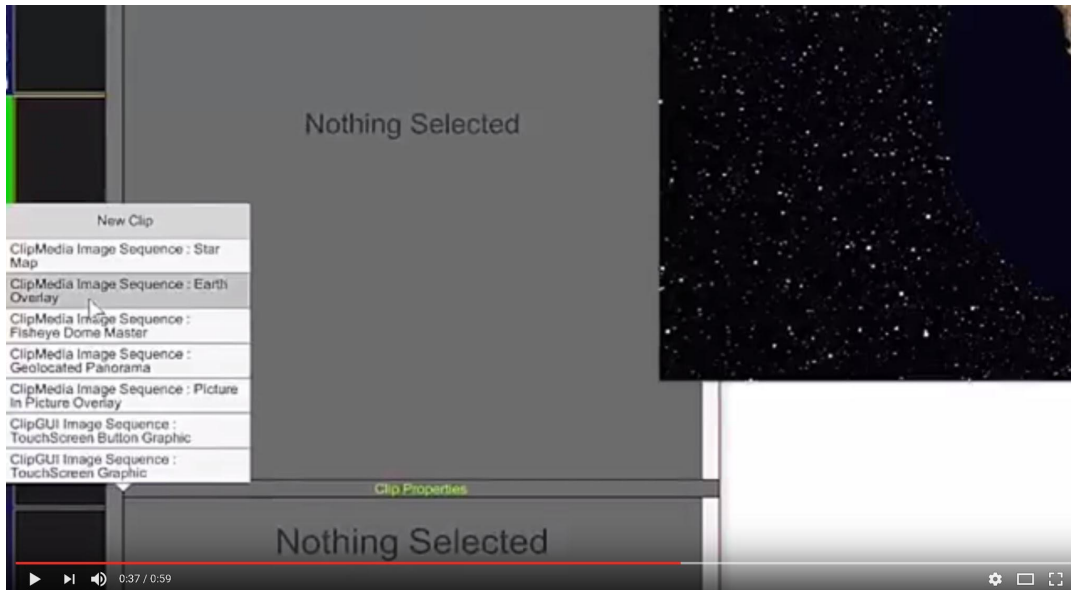 Nothing Selected
New Clip
ClipMedia Image Sequence : Star
Map
ClipMedia Image Sequence : Earth
Overlay
ClipMedia Image Sequence :
Fisheye Dome Master
ClipMedia Image Sequence :
Geolocated Panorama
ClipMedia Image Sequence : Picture
In Picture Overlay
ClipGUI Image Sequence :
TouchScreen Button Graphic
ClipGUI Image Sequence :
TouchScreen Graphic
Clip Properties
Nothing Selected
0:37 / 0:59